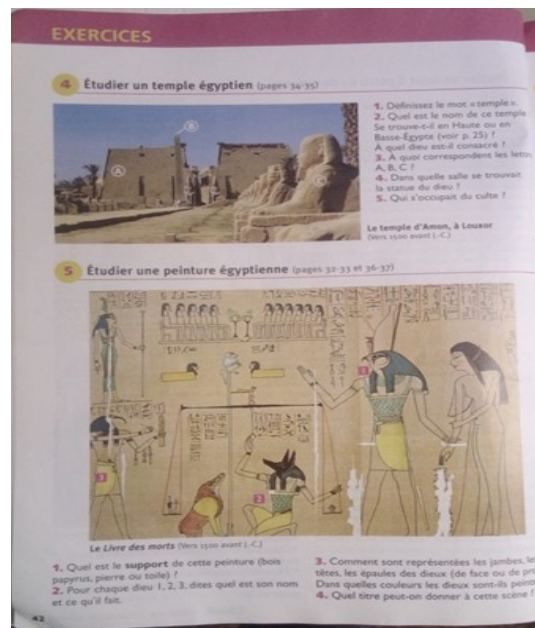 EXERCICES
4 Étudier un temple égyptien (pages 34-35)
1. Définissez le mot « temple ».
2. Quel est le nom de ce temple
Se trouve-t-il en Haute ou en
Basse-Égypte (voir p. 25) ?
À quel dieu est-il consacré ?
3. À quoi correspondent les lettr
A, B, C ?
4. Dans quelle salle se trouvait
la statue du dieu ?
5. Qui s'occupait du culte ?
A
B
C
Le temple d'Amon, à Louxor
(Vers 1500 avant J.-C.)
5 Étudier une peinture égyptienne (pages 32-33 et 36-37)
1
2
3
Le Livre des morts (Vers 1500 avant J.-C.)
1. Quel est le support de cette peinture (bois
papyrus, pierre ou toile) ?
2. Pour chaque dieu 1, 2, 3, dites quel est son nom
et ce qu'il fait.
3. Comment sont représentées les jambes, le
têtes, les épaules des dieux (de face ou de pro
Dans quelles couleurs les dieux sont-ils peint
4. Quel titre peut-on donner à cette scène ?
42